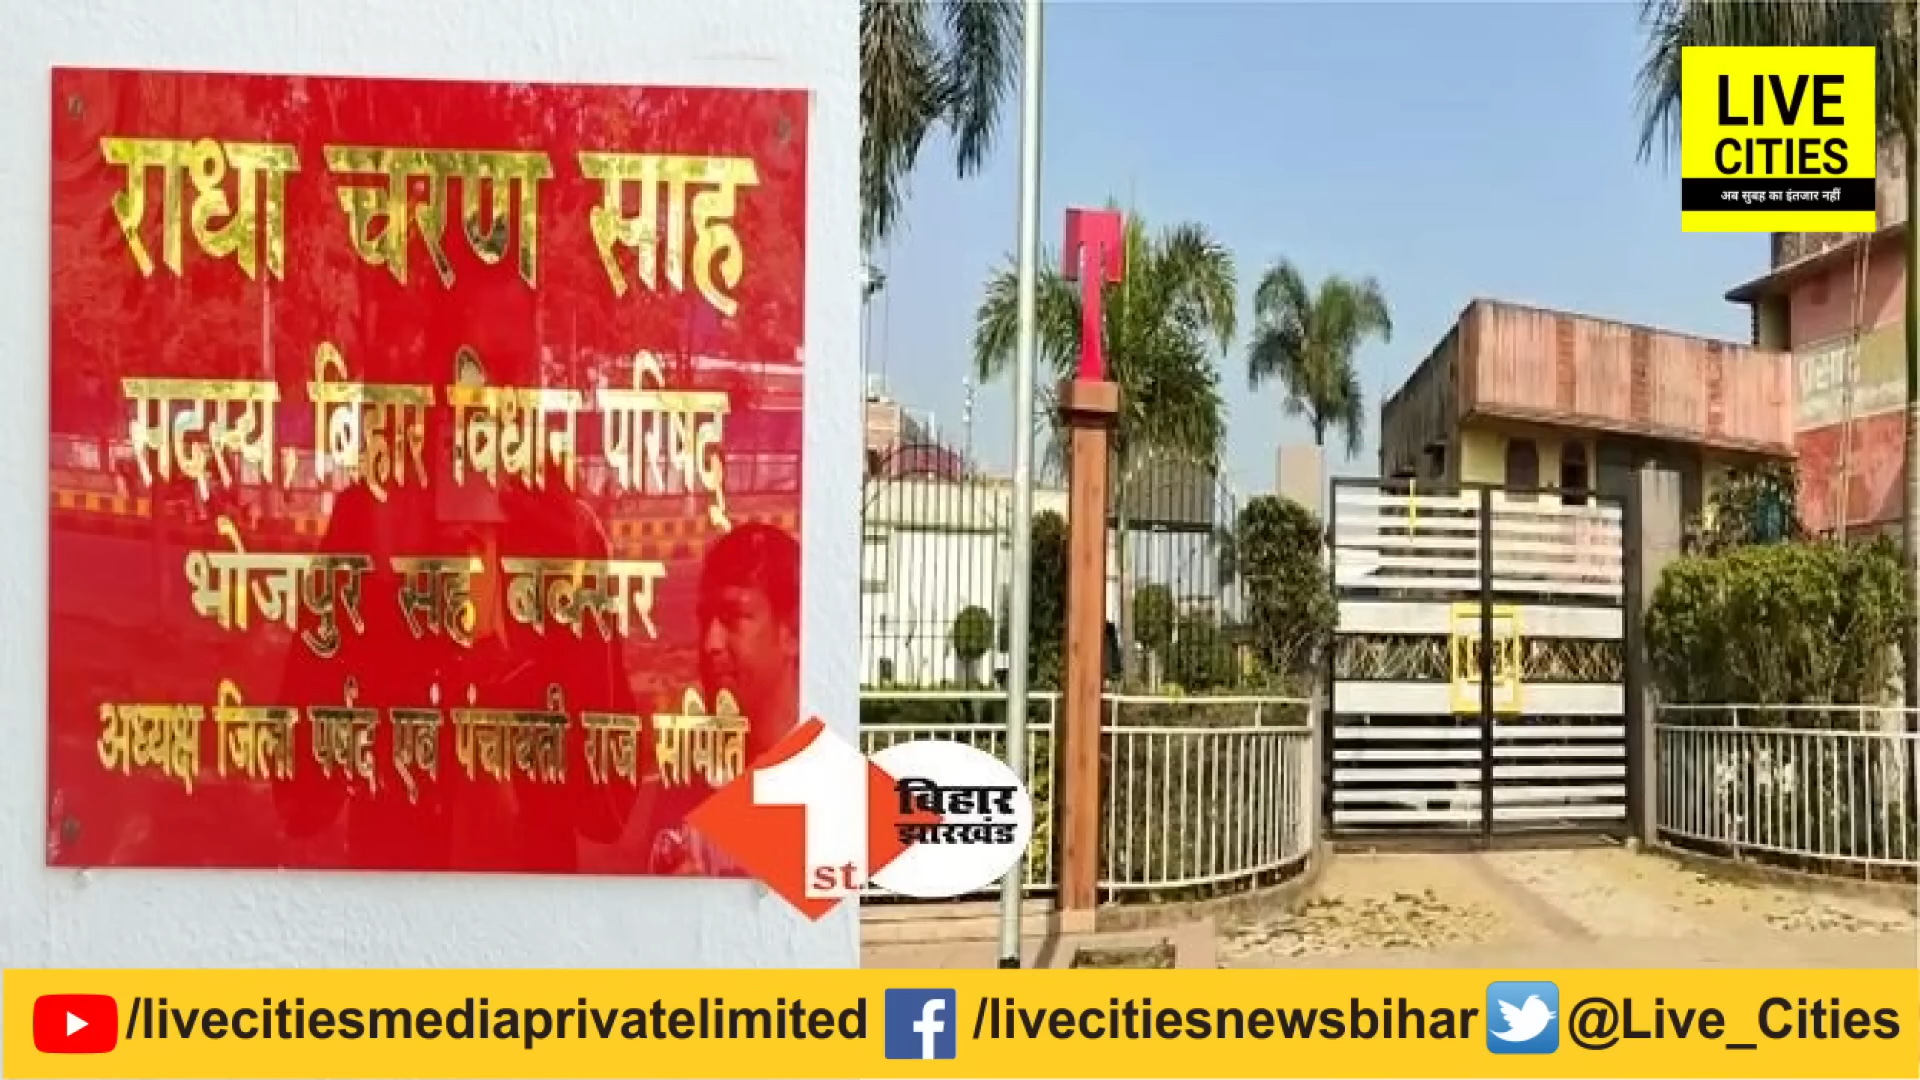 राधा चरण साह
सदस्य, बिहार विधान परिषद्
भोजपुर सह बक्सर
अध्यक्ष जिला पर्षद एवं पंचायती राज समिति
1st.
बिहार
झारखंड
T
LIVE
CITIES
अब सुबह का इंतजार नहीं
/livecitiesmediaprivatelimited
/livecitiesnewsbihar
@Live_Cities